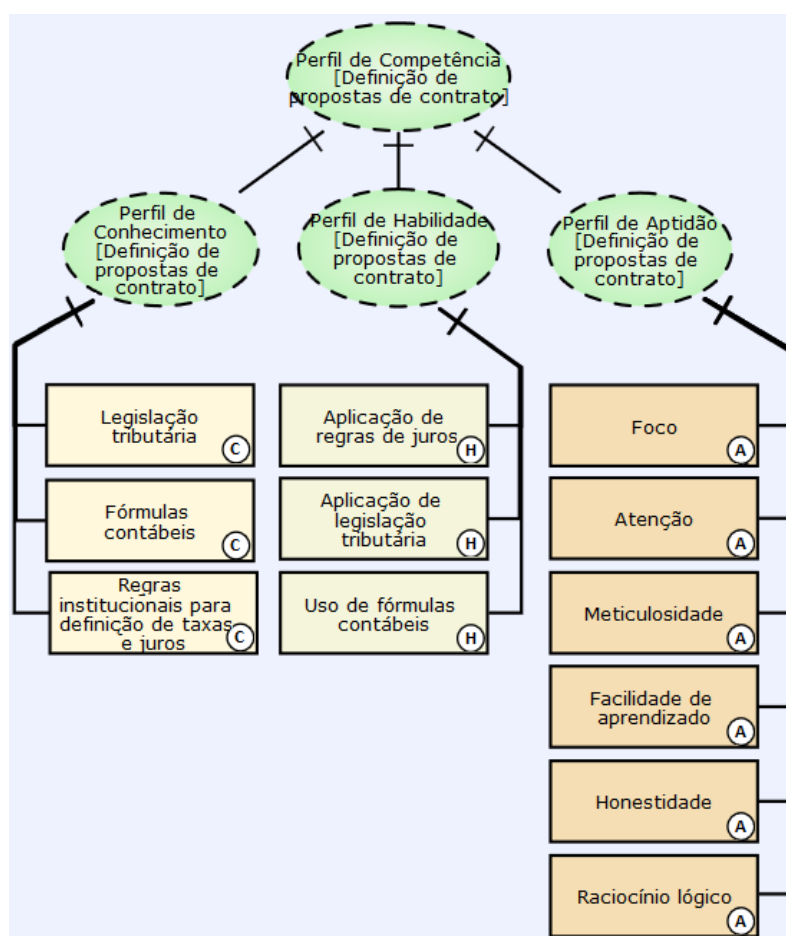 Perfil de Competência
[Definição de
propostas de contrato]
Perfil de
Conhecimento
[Definição de
propostas de
contrato]
Perfil de Habilidade
[Definição de
propostas de
contrato]
Perfil de Aptidão
[Definição de
propostas de
contrato]
Legislação
tributária
C
Fórmulas
contábeis
C
Regras
institucionais para
definição de taxas
e juros
C
Aplicação de
regras de juros
H
Aplicação de
legislação
tributária
H
Uso de fórmulas
contábeis
H
Foco
A
Atenção
A
Meticulosidade
A
Facilidade de
aprendizado
A
Honestidade
A
Raciocínio lógico
A